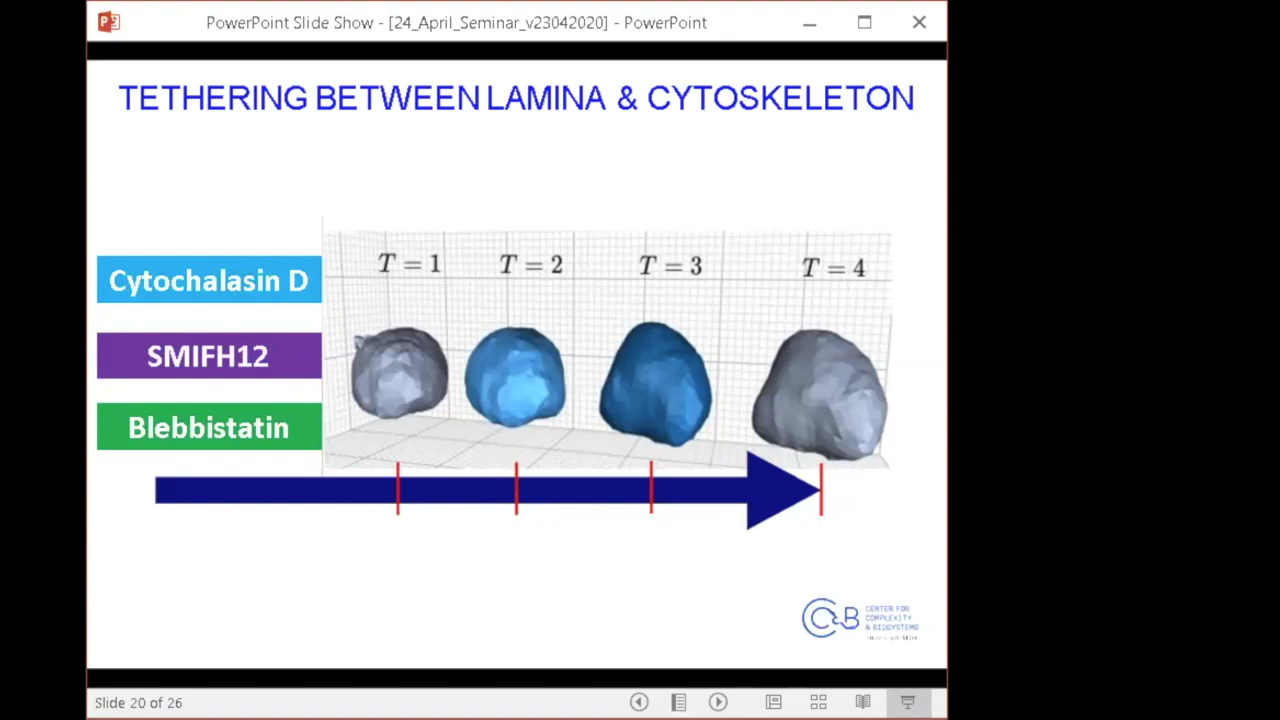 PowerPoint Slide Show - [24_April_Seminar_v23042020] - PowerPoint
TETHERING BETWEEN LAMINA & CYTOSKELETON
T = 1
T = 2
T = 3
T = 4
Cytochalasin D
SMIFH12
Blebbistatin
C&B
CENTER FOR
COMPLEXITY
& BIOSYSTEMS
Slide 20 of 26